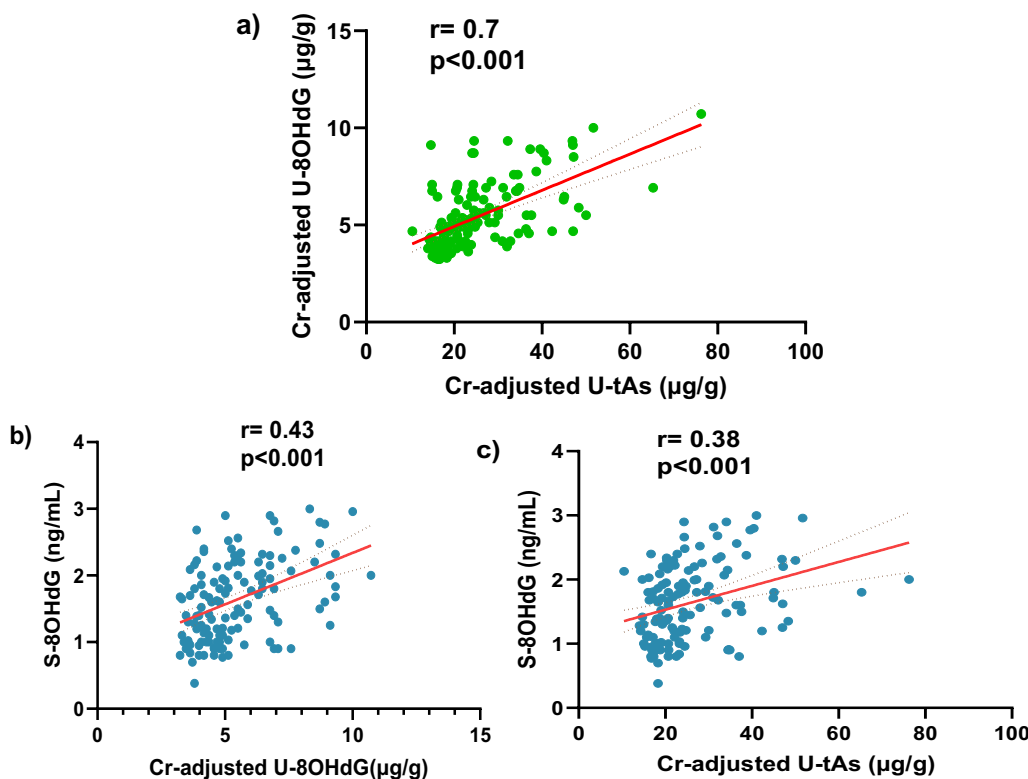 a)
r= 0.7
p<0.001
Cr-adjusted U-8OHdG (µg/g)
15
10
5
0
0 20 40 60 80 100
Cr-adjusted U-tAs (µg/g)
b)
r= 0.43
p<0.001
S-8OHdG (ng/mL)
4
3
2
1
0
0 5 10 15
Cr-adjusted U-8OHdG(µg/g)
c)
r= 0.38
p<0.001
S-8OHdG (ng/mL)
4
3
2
1
0
0 20 40 60 80 100
Cr-adjusted U-tAs (µg/g)